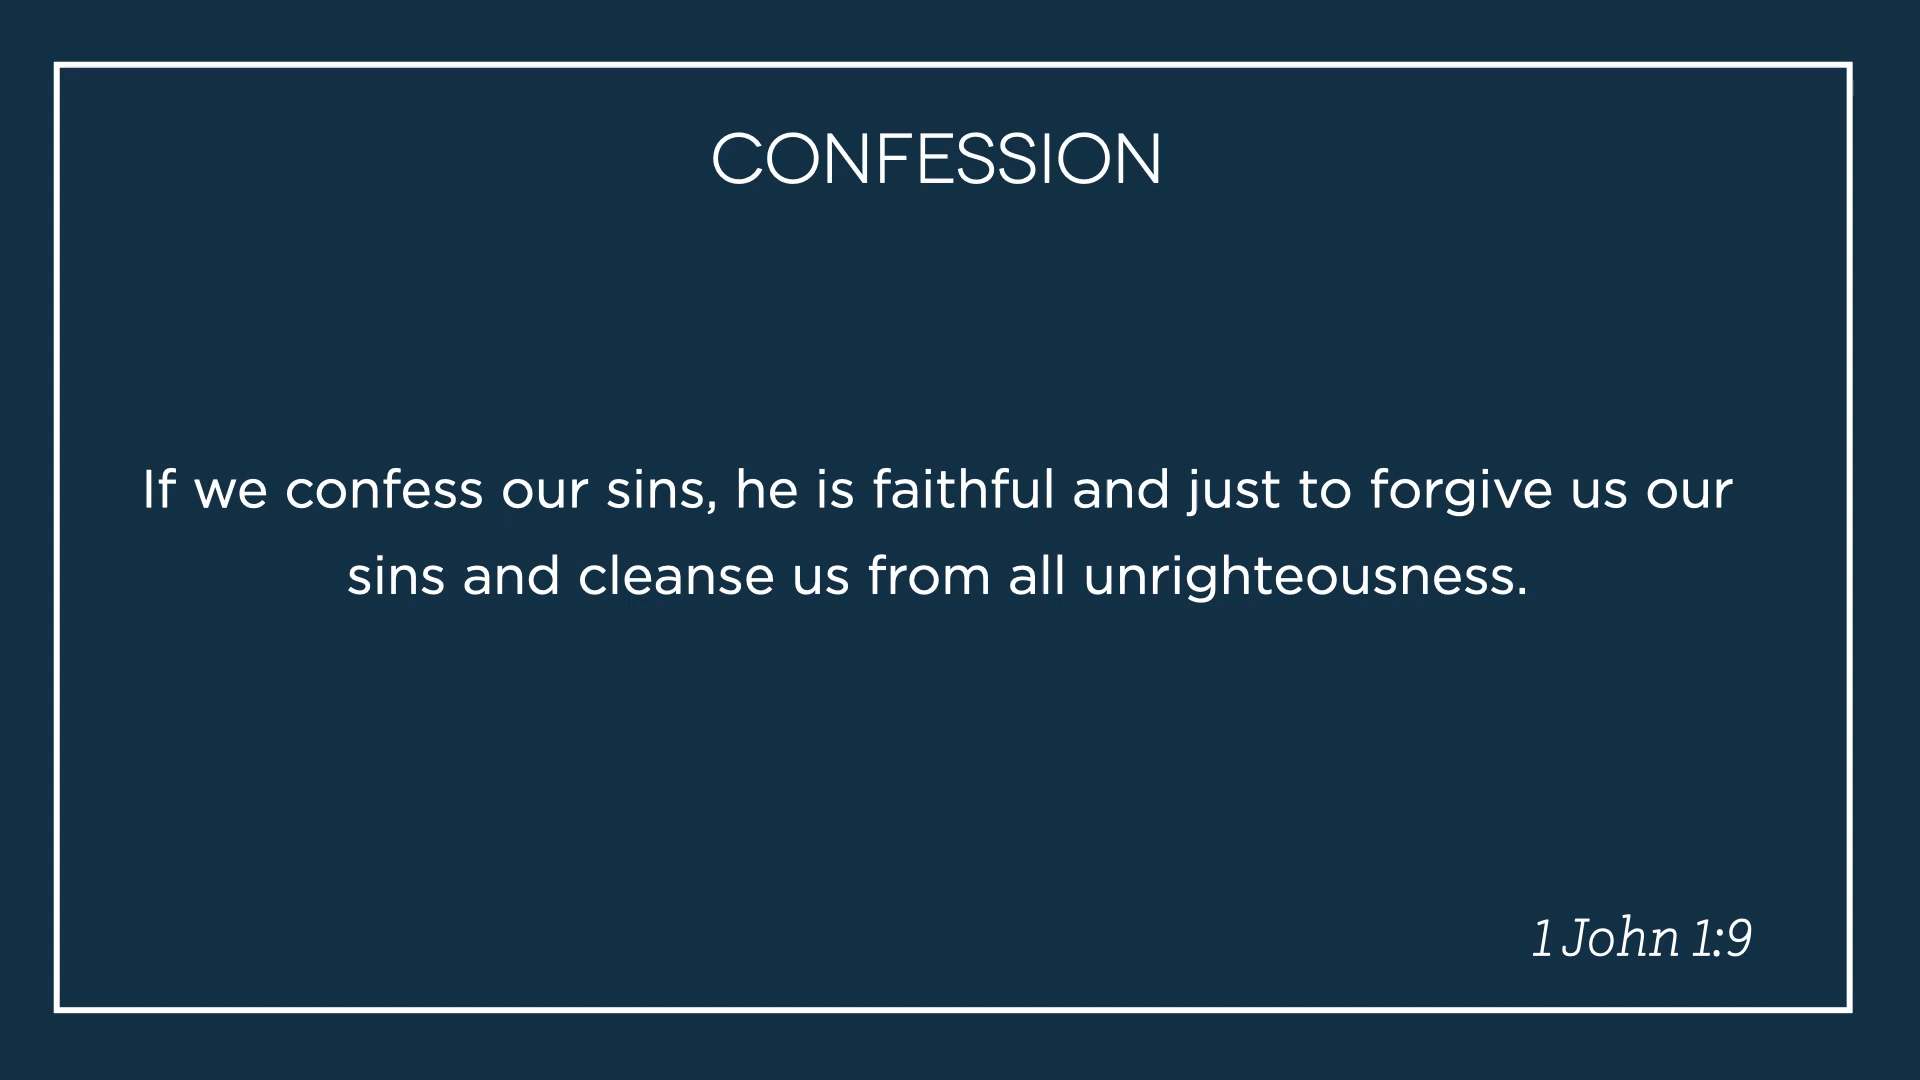 CONFESSION
If we confess our sins, he is faithful and just to forgive us our
sins and cleanse us from all unrighteousness.
1 John 1:9